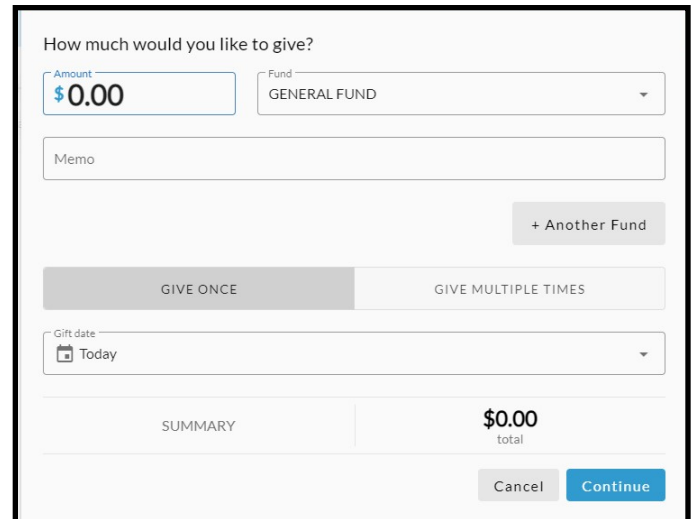 How much would you like to give?
Amount
$0.00
Fund
GENERAL FUND
Memo
+ Another Fund
GIVE ONCE
GIVE MULTIPLE TIMES
Gift date
Today
SUMMARY
$0.00
total
Cancel
Continue